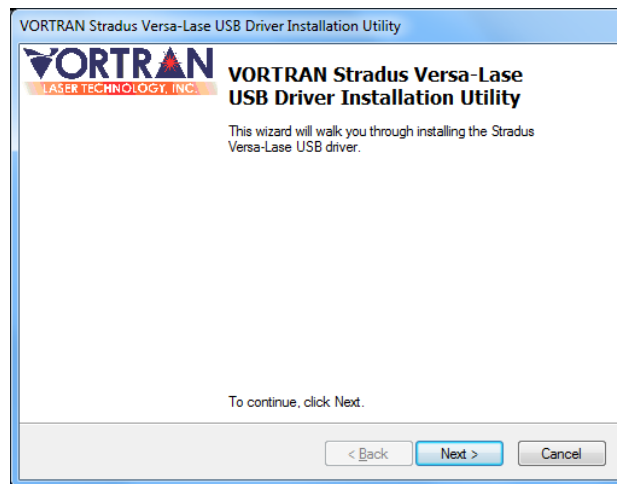 VORTRAN Stradus Versa-Lase USB Driver Installation Utility
VORTRAN
LASER TECHNOLOGY, INC.
VORTRAN Stradus Versa-Lase
USB Driver Installation Utility
This wizard will walk you through installing the Stradus
Versa-Lase USB driver.
To continue, click Next.
< Back
Next >
Cancel